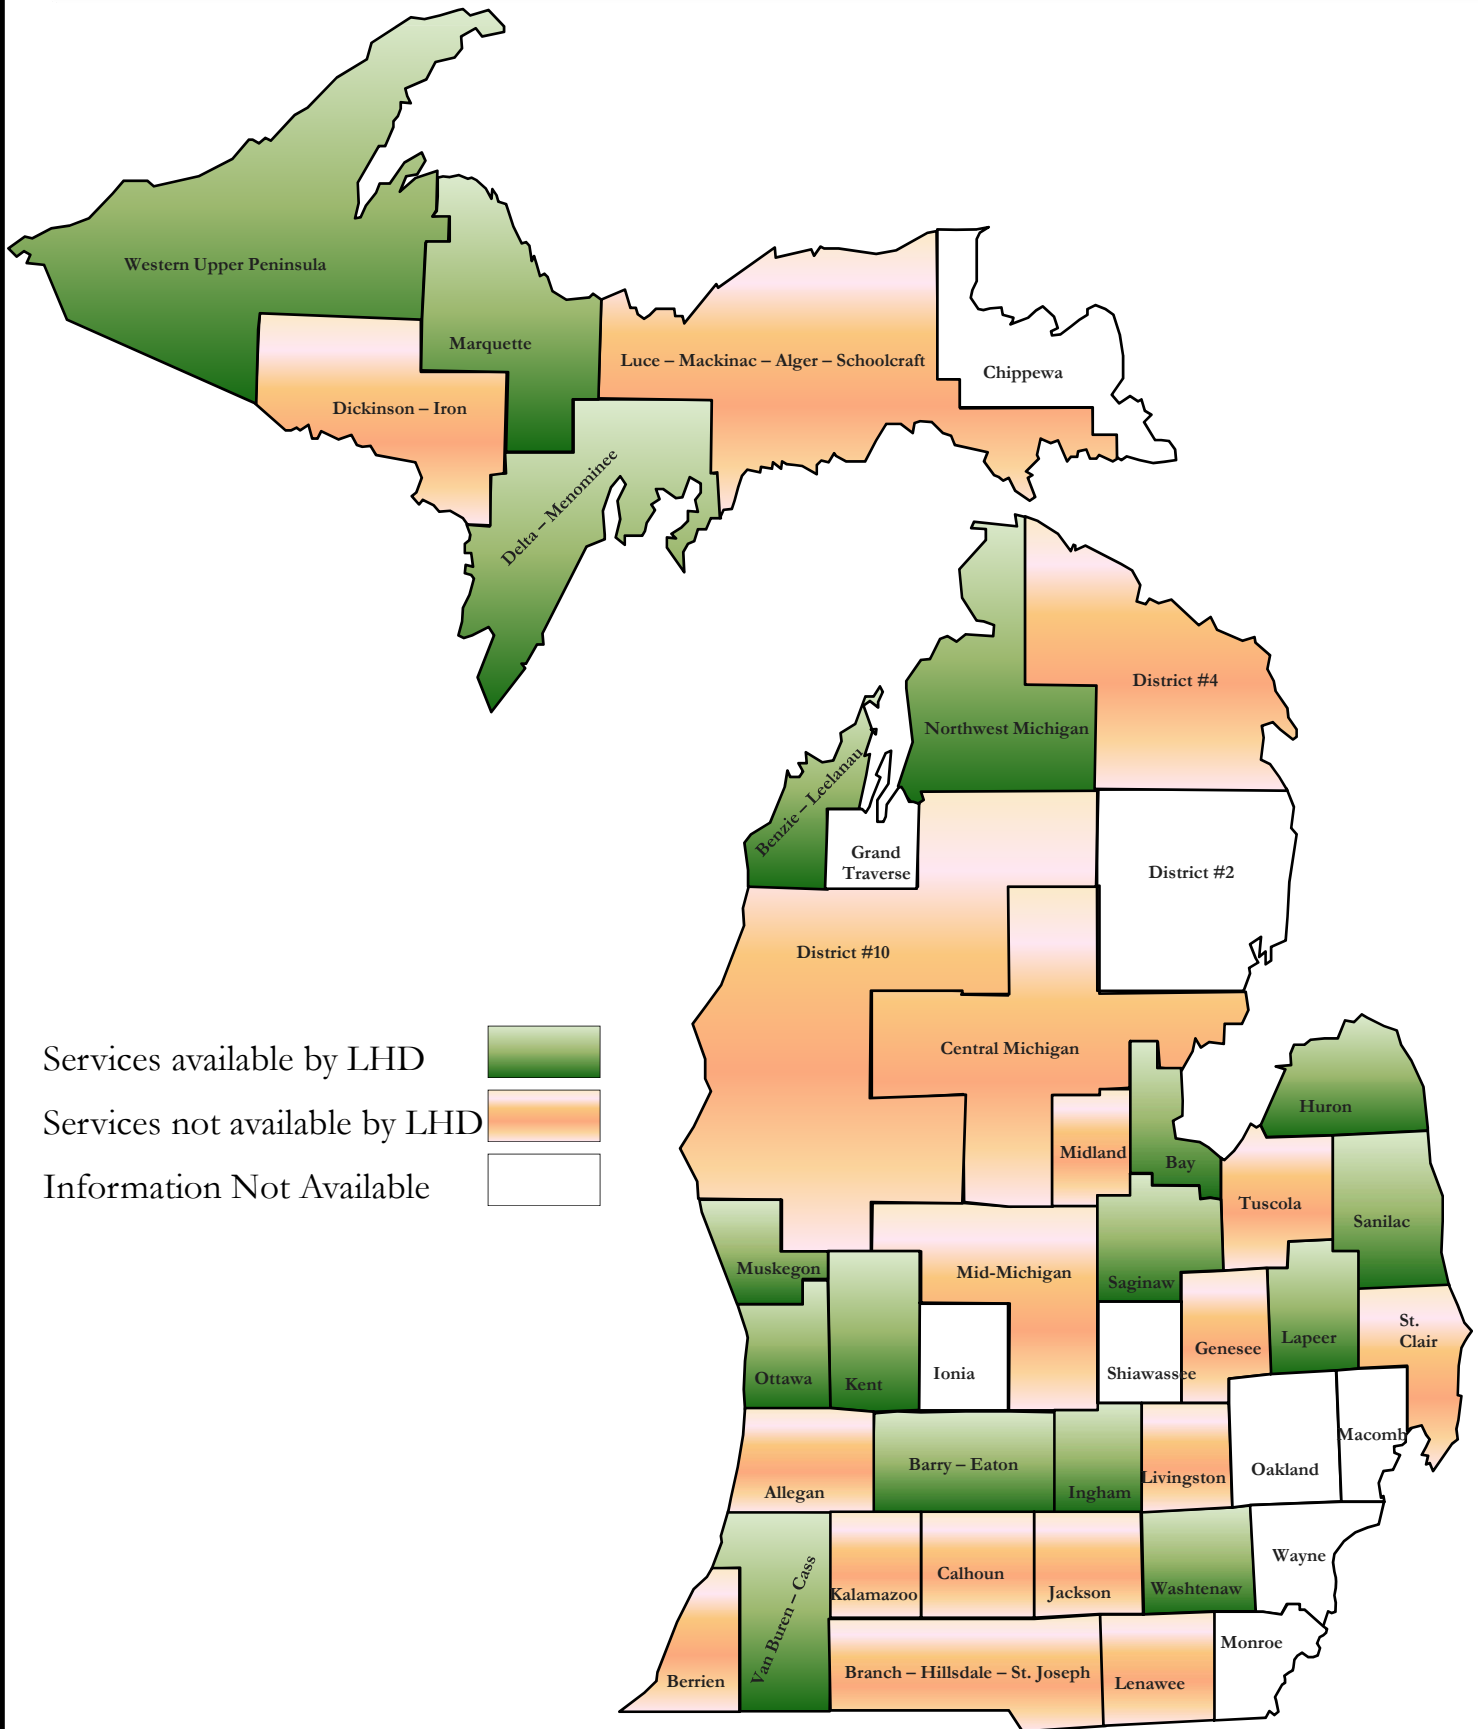 Western Upper Peninsula
Marquette
Luce – Mackinac – Alger – Schoolcraft
Chippewa
Dickinson – Iron
Delta – Menominee
District #4
Northwest Michigan
Benzie – Leelanau
Grand
Traverse
District #2
District #10
Central Michigan
Services available by LHD
Services not available by LHD
Information Not Available
Huron
Midland
Bay
Tuscola
Sanilac
Muskegon
Mid-Michigan
Saginaw
St.
Clair
Genesee
Lapeer
Ottawa
Kent
Ionia
Shiawassee
Macomb
Oakland
Barry – Eaton
Livingston
Allegan
Ingham
Wayne
Van Buren – Cass
Kalamazoo
Calhoun
Jackson
Washtenaw
Monroe
Berrien
Branch – Hillsdale – St. Joseph
Lenawee